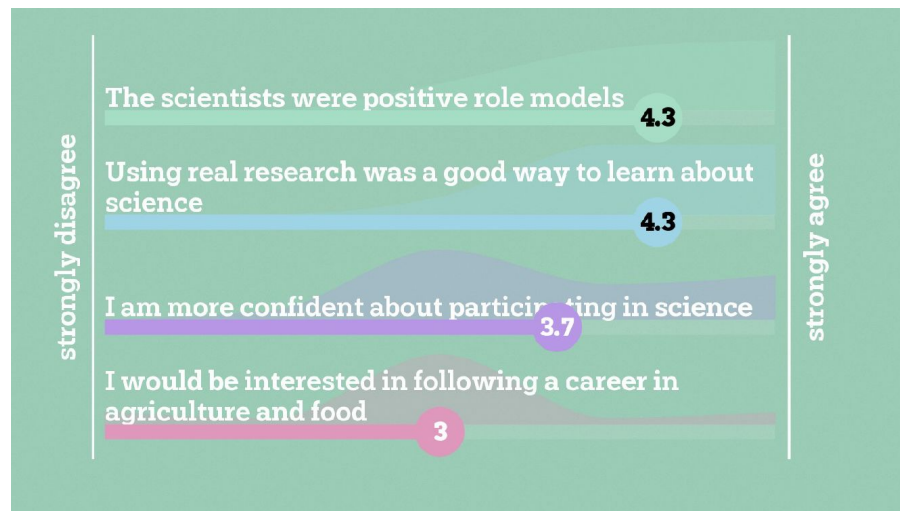 strongly disagree
The scientists were positive role models
4.3
Using real research was a good way to learn about
science
4.3
I am more confident about participating in science
3.7
I would be interested in following a career in
agriculture and food
3
strongly agree